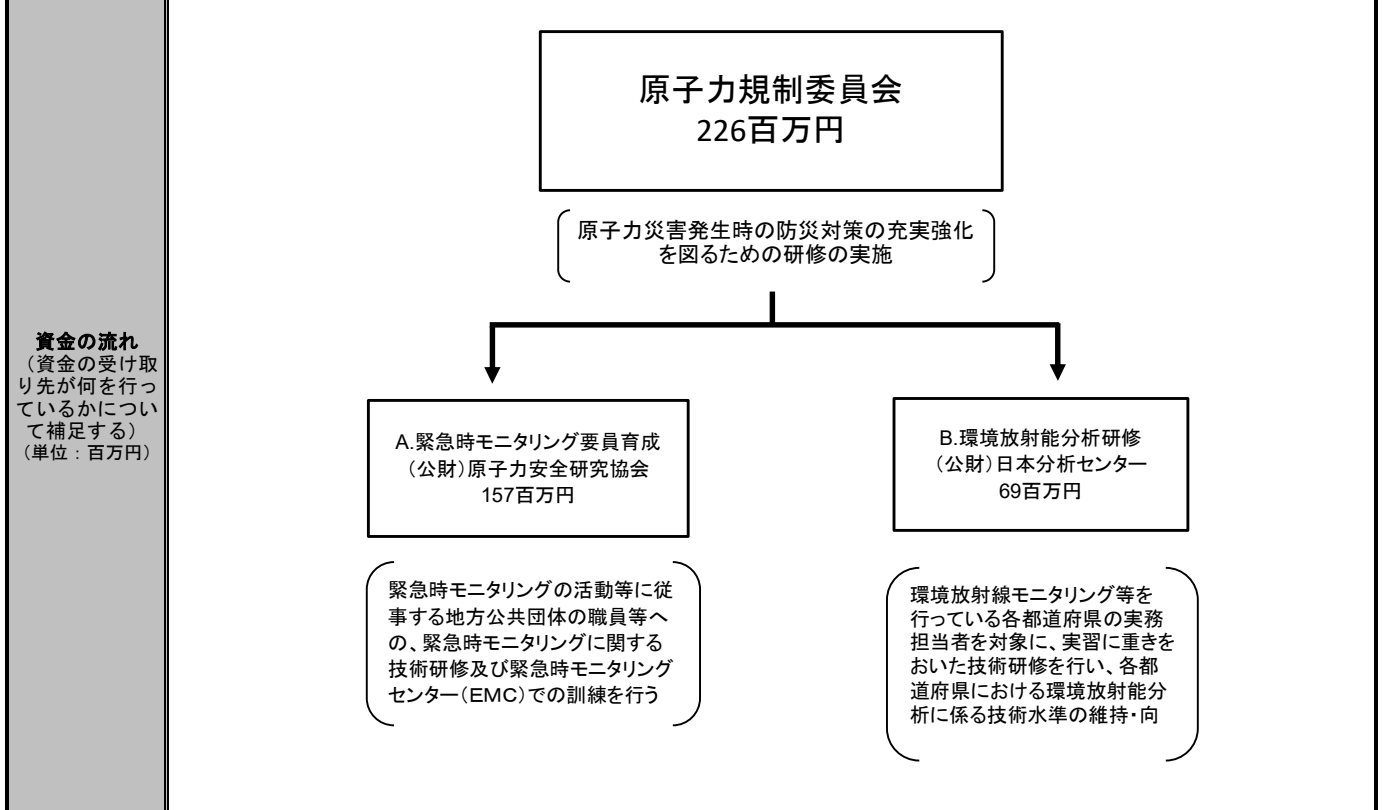 原子力規制委員会
226百万円
原子力災害発生時の防災対策の充実強化
を図るための研修の実施
資金の流れ
（資金の受け取
り先が何を行っ
ているかについ
て補足する）
（単位：百万円）
A.緊急時モニタリング要員育成
（公財）原子力安全研究協会
157百万円
B.環境放射能分析研修
（公財）日本分析センター
69百万円
緊急時モニタリングの活動等に従
事する地方公共団体の職員等へ
の、緊急時モニタリングに関する
技術研修及び緊急時モニタリング
センター（EMC）での訓練を行う
環境放射線モニタリング等を
行っている各都道府県の実務
担当者を対象に、実習に重きを
おいた技術研修を行い、各都
道府県における環境放射能分
析に係る技術水準の維持・向